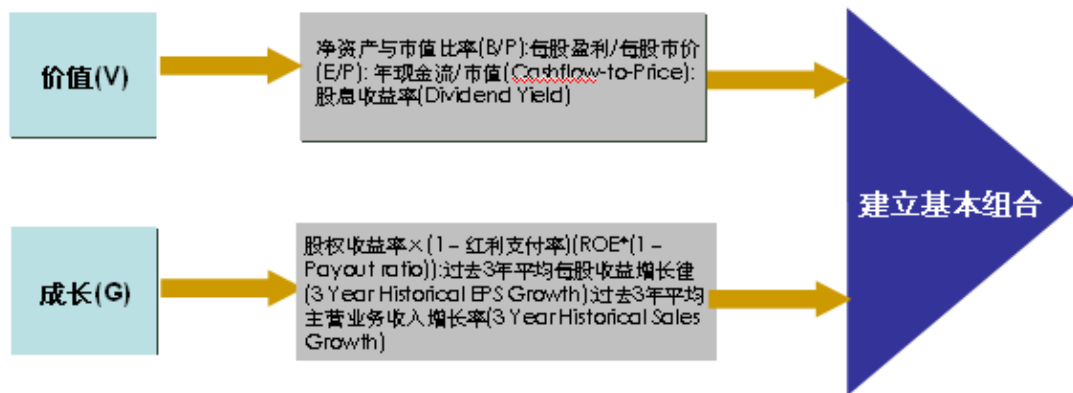 价值(V)
净资产与市值比率(B/P):每股盈利/每股市价
(E/P): 年现金流/市值(Cashflow-to-Price):
股息收益率(Dividend Yield)
建立基本组合
成长(G)
股权收益率×(1－红利支付率)(ROE*(1－
Payout ratio)):过去3年平均每股收益增长律
(3 Year Historical EPS Growth):过去3年平均
主营业务收入增长率(3 Year Historical Sales
Growth)